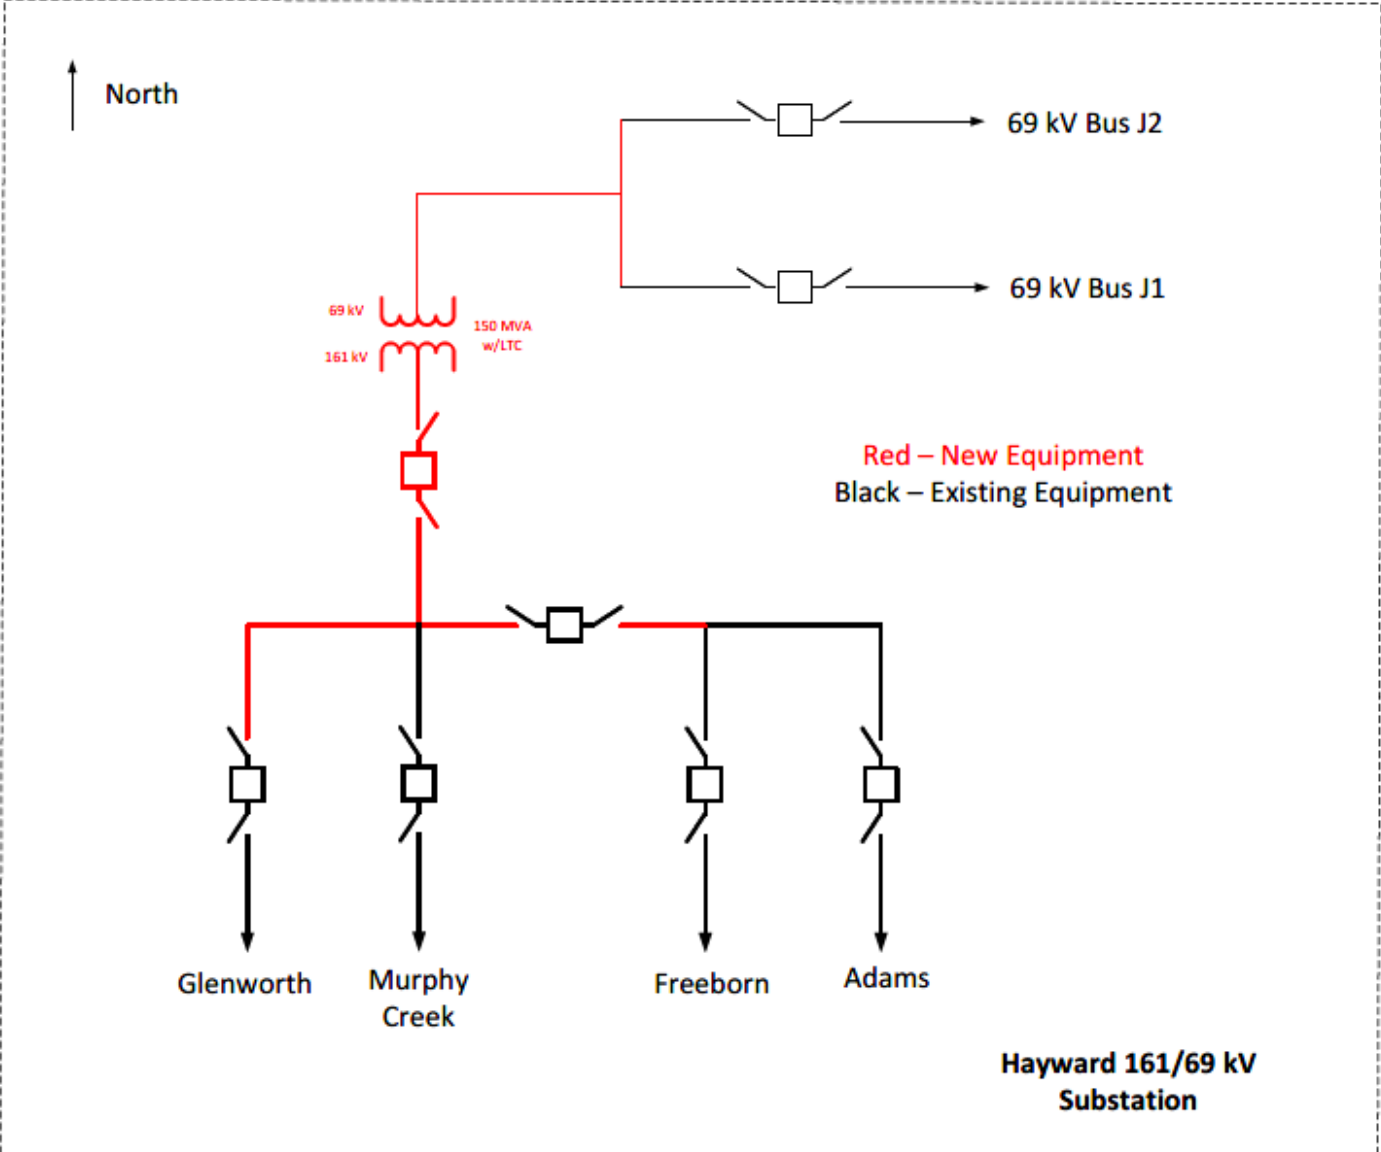 North
69 kV Bus J2
69 kV Bus J1
69 kV
150 MVA
w/LTC
161 kV
Red – New Equipment
Black – Existing Equipment
Glenworth
Murphy
Creek
Freeborn
Adams
Hayward 161/69 kV
Substation